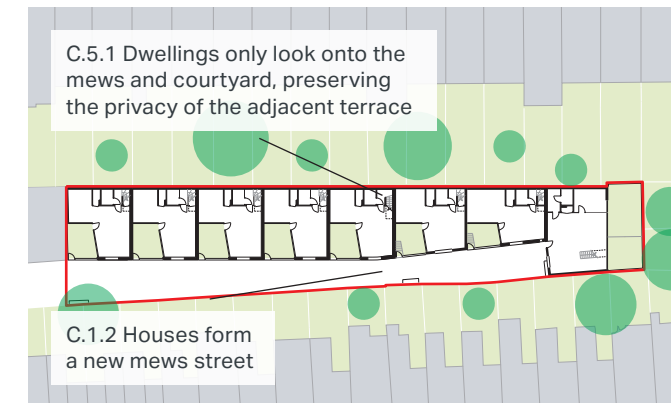 C.5.1 Dwellings only look onto the
mews and courtyard, preserving
the privacy of the adjacent terrace
C.1.2 Houses form
a new mews street